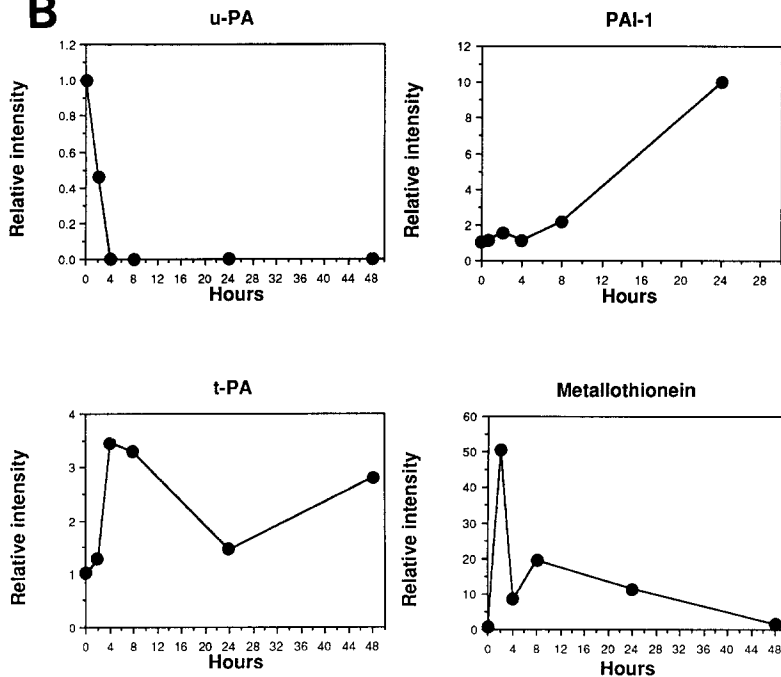 B
u-PA
Relative intensity
1.2
1.0
0.8
0.6
0.4
0.2
0.0
0 4 8 12 16 20 24 28 32 36 40 44 48
Hours
PAI-1
Relative intensity
12
10
8
6
4
2
0
0 4 8 12 16 20 24 28
Hours
t-PA
Relative intensity
4
3
2
1
0
0 4 8 12 16 20 24 28 32 36 40 44 48
Hours
Metallothionein
Relative intensity
60
50
40
30
20
10
0
0 4 8 12 16 20 24 28 32 36 40 44 48
Hours